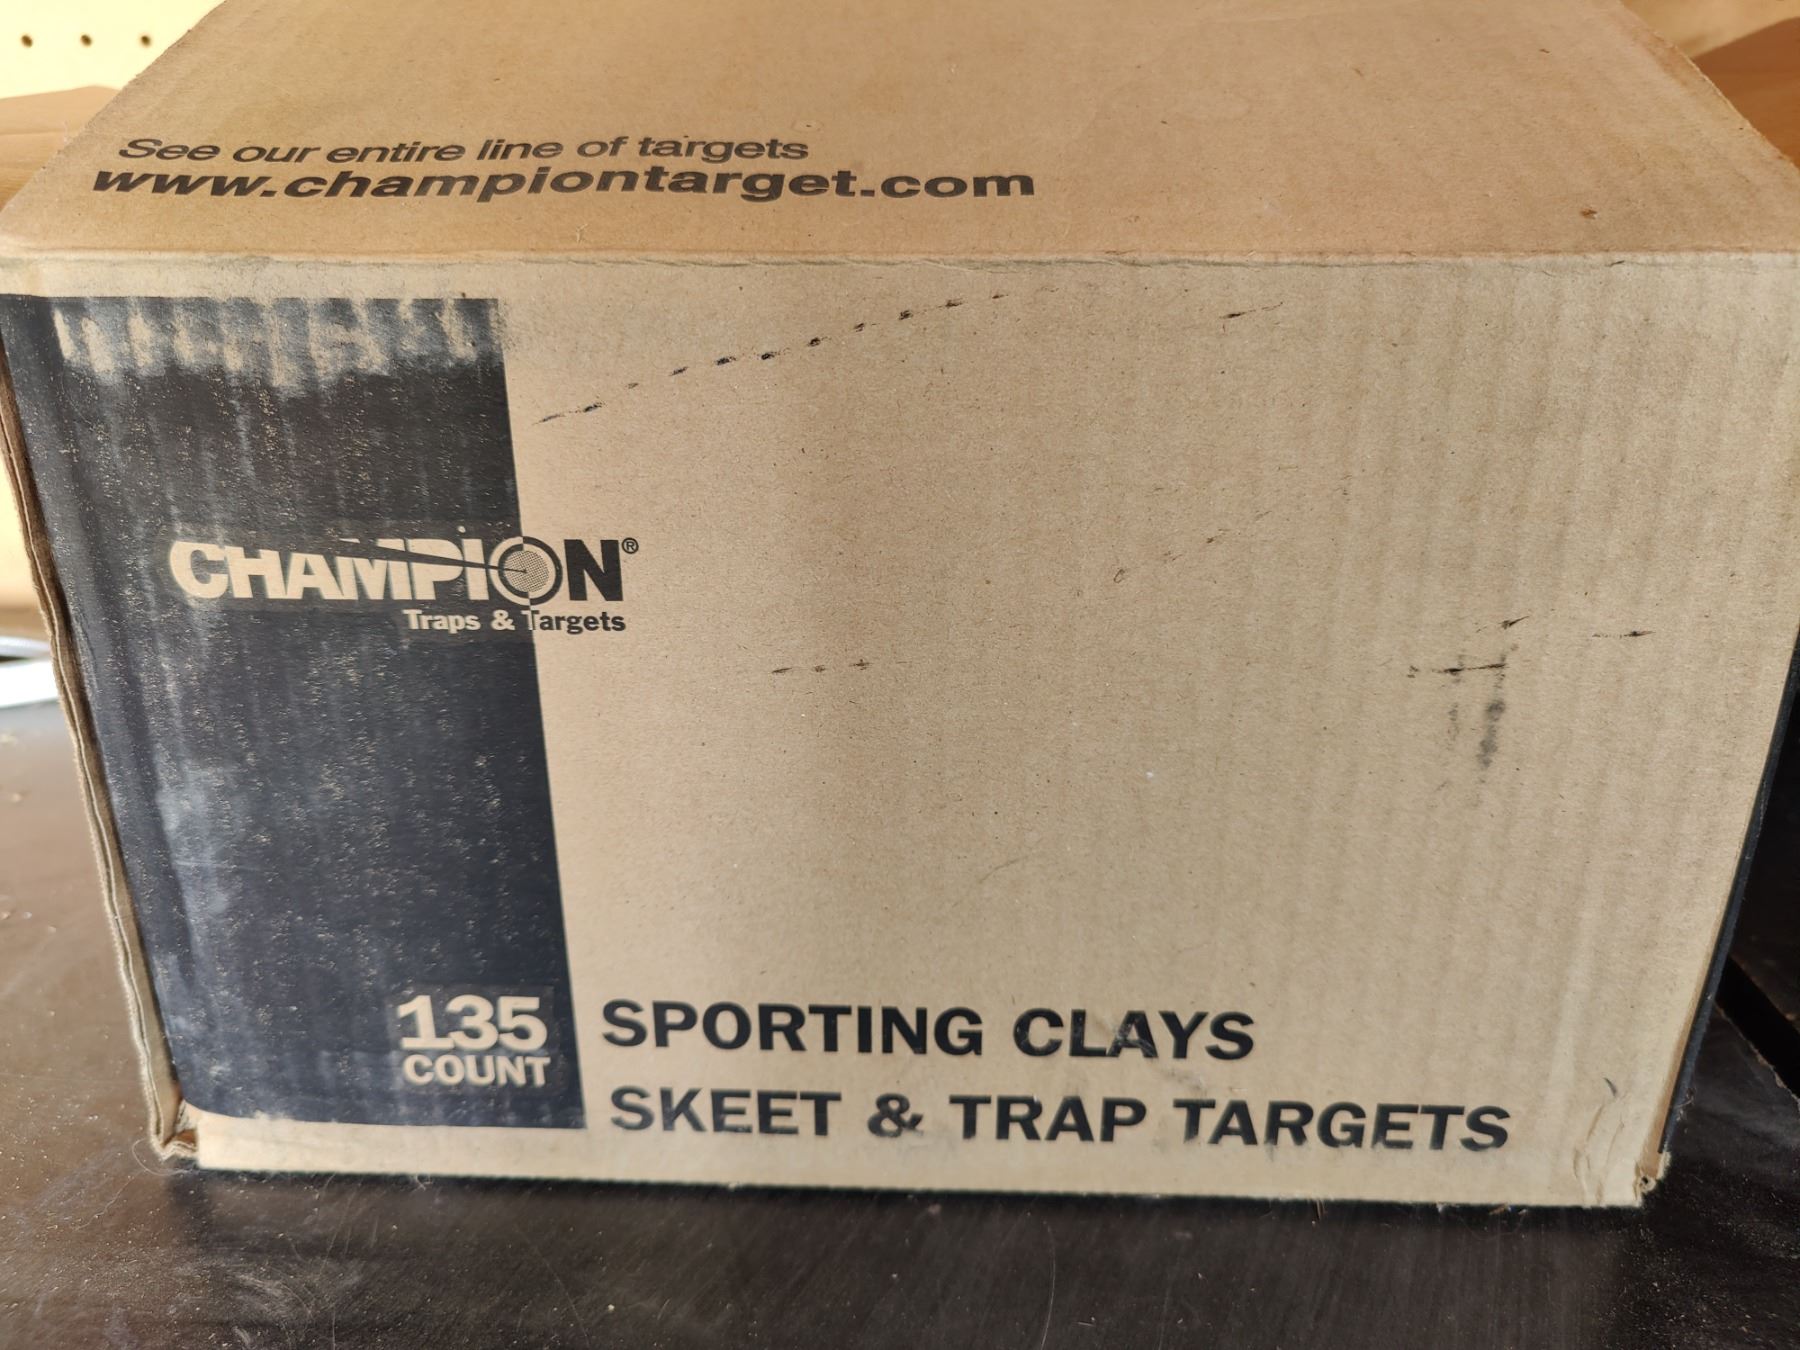 See our entire line of targets
www.championtarget.com
CHAMPION®
Traps & Targets
135
COUNT
SPORTING CLAYS
SKEET & TRAP TARGETS